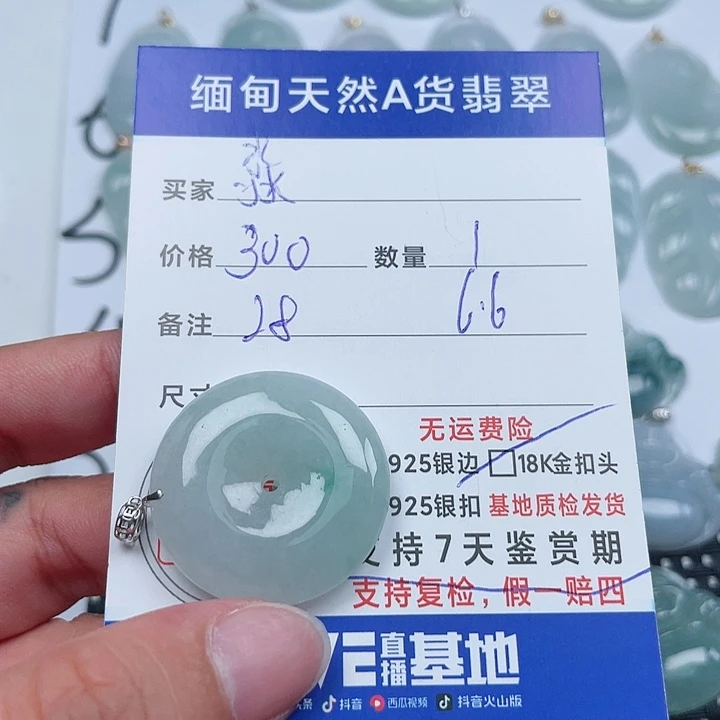 缅甸天然A货翡翠
买家 淼
价格 300 数量 1
备注 28 6.6
尺寸
无运费险
925银边 18K金扣头
925银扣 基地质检发货
支持7天鉴赏期
支持复检，假一赔四
直播基地
抖音 西瓜视频 抖音火山版